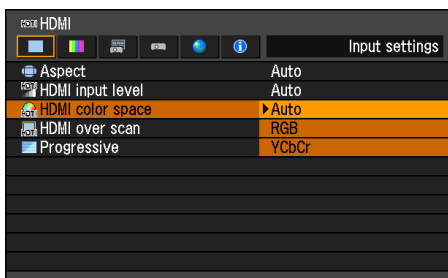 HDMI
Input settings
Aspect Auto
HDMI input level Auto
HDMI color space Auto
HDMI over scan RGB
Progressive YCbCr